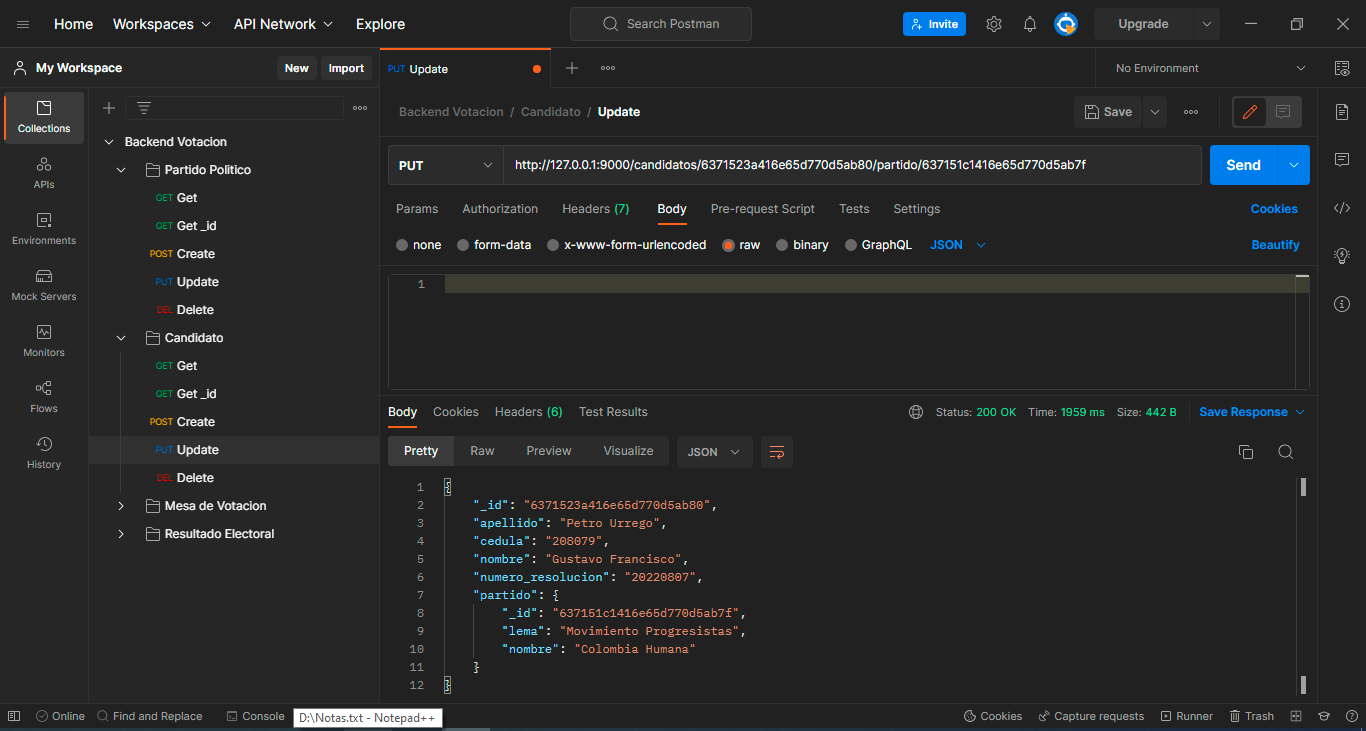 Home Workspaces API Network Explore Search Postman Invite Upgrade
My Workspace New Import PUT Update No Environment
Collections
APIs
Environments
Mock Servers
Monitors
Flows
History
Backend Votacion
Partido Politico
GET Get
GET Get _id
POST Create
PUT Update
DEL Delete
Candidato
GET Get
GET Get _id
POST Create
PUT Update
DEL Delete
Mesa de Votacion
Resultado Electoral
Backend Votacion / Candidato / Update Save
PUT http://127.0.0.1:9000/candidatos/6371523a416e65d770d5ab80/partido/637151c1416e65d770d5ab7f Send
Params Authorization Headers (7) Body Pre-request Script Tests Settings Cookies
none form-data x-www-form-urlencoded raw binary GraphQL JSON Beautify
1
Body Cookies Headers (6) Test Results Status: 200 OK Time: 1959 ms Size: 442 B Save Response
Pretty Raw Preview Visualize JSON
1 {
2 "_id": "6371523a416e65d770d5ab80",
3 "apellido": "Petro Urrego",
4 "cedula": "208079",
5 "nombre": "Gustavo Francisco",
6 "numero_resolucion": "20220807",
7 "partido": {
8 "_id": "637151c1416e65d770d5ab7f",
9 "lema": "Movimiento Progresistas",
10 "nombre": "Colombia Humana"
11 }
12 }
Online Find and Replace Console D:\Notas.txt - Notepad++ Cookies Capture requests Runner Trash